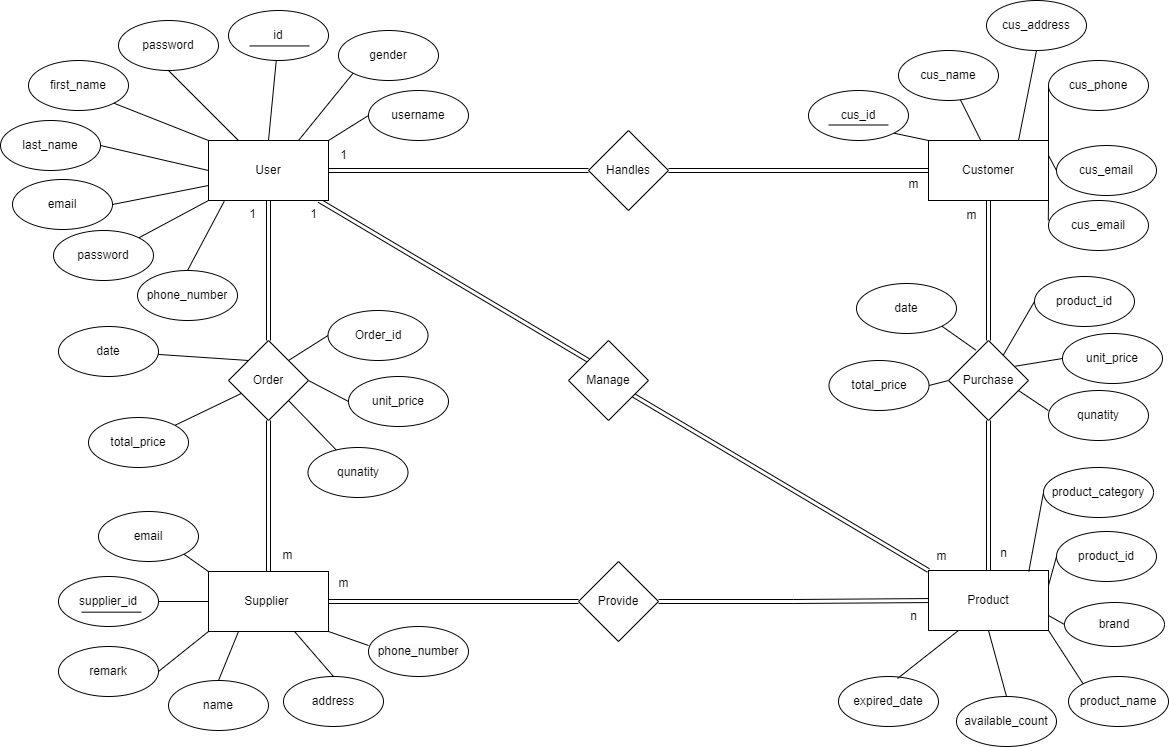 cus_address
id
password
gender
cus_name
first_name
cus_phone
username
cus_id
last_name
1
User
Handles
Customer
cus_email
m
email
1
1
m
cus_email
password
phone_number
product_id
date
Order_id
date
unit_price
Order
Manage
Purchase
total_price
unit_price
qunatity
total_price
qunatity
product_category
email
m
m
n
product_id
m
supplier_id
Supplier
Provide
Product
n
brand
phone_number
remark
name
address
expired_date
product_name
available_count